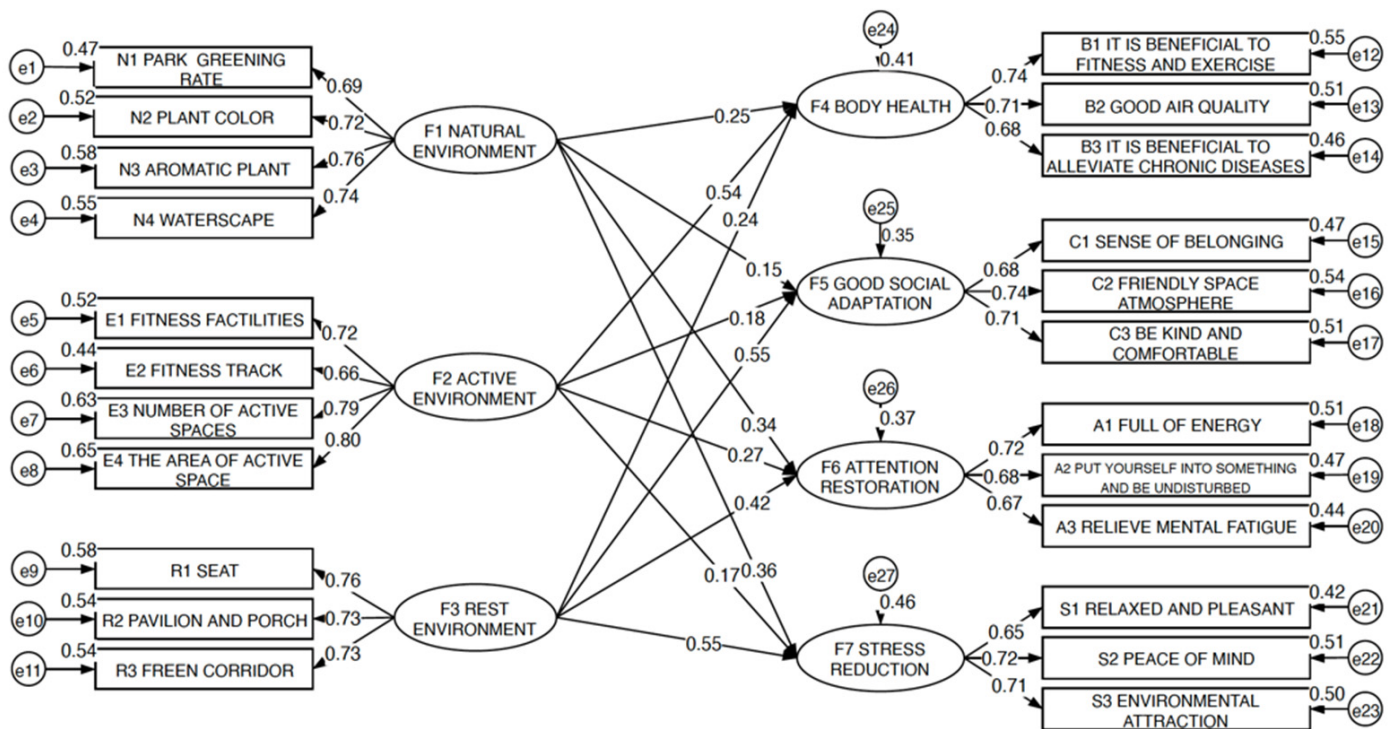 e1
0.47
N1 PARK GREENING
RATE
0.69
e2
0.52
N2 PLANT COLOR
0.72
e3
0.58
N3 AROMATIC PLANT
0.76
e4
0.55
N4 WATERSCAPE
0.74
F1 NATURAL
ENVIRONMENT
e5
0.52
E1 FITNESS FACTILITIES
0.72
e6
0.44
E2 FITNESS TRACK
0.66
e7
0.63
E3 NUMBER OF ACTIVE
SPACES
0.79
e8
0.65
E4 THE AREA OF ACTIVE
SPACE
0.80
F2 ACTIVE
ENVIRONMENT
e9
0.58
R1 SEAT
0.76
e10
0.54
R2 PAVILION AND PORCH
0.73
e11
0.54
R3 FREEN CORRIDOR
0.73
F3 REST
ENVIRONMENT
0.25
0.54
0.24
0.15
0.18
0.55
0.34
0.27
0.42
0.17
0.36
0.55
e24
0.41
F4 BODY HEALTH
0.74
0.71
0.68
B1 IT IS BENEFICIAL TO
FITNESS AND EXERCISE
0.55
e12
B2 GOOD AIR QUALITY
0.51
e13
B3 IT IS BENEFICIAL TO
ALLEVIATE CHRONIC DISEASES
0.46
e14
e25
0.35
F5 GOOD SOCIAL
ADAPTATION
0.68
0.74
0.71
C1 SENSE OF BELONGING
0.47
e15
C2 FRIENDLY SPACE
ATMOSPHERE
0.54
e16
C3 BE KIND AND
COMFORTABLE
0.51
e17
e26
0.37
F6 ATTENTION
RESTORATION
0.72
0.68
0.67
A1 FULL OF ENERGY
0.51
e18
A2 PUT YOURSELF INTO SOMETHING
AND BE UNDISTURBED
0.47
e19
A3 RELIEVE MENTAL FATIGUE
0.44
e20
e27
0.46
F7 STRESS
REDUCTION
0.65
0.72
0.71
S1 RELAXED AND PLEASANT
0.42
e21
S2 PEACE OF MIND
0.51
e22
S3 ENVIRONMENTAL
ATTRACTION
0.50
e23